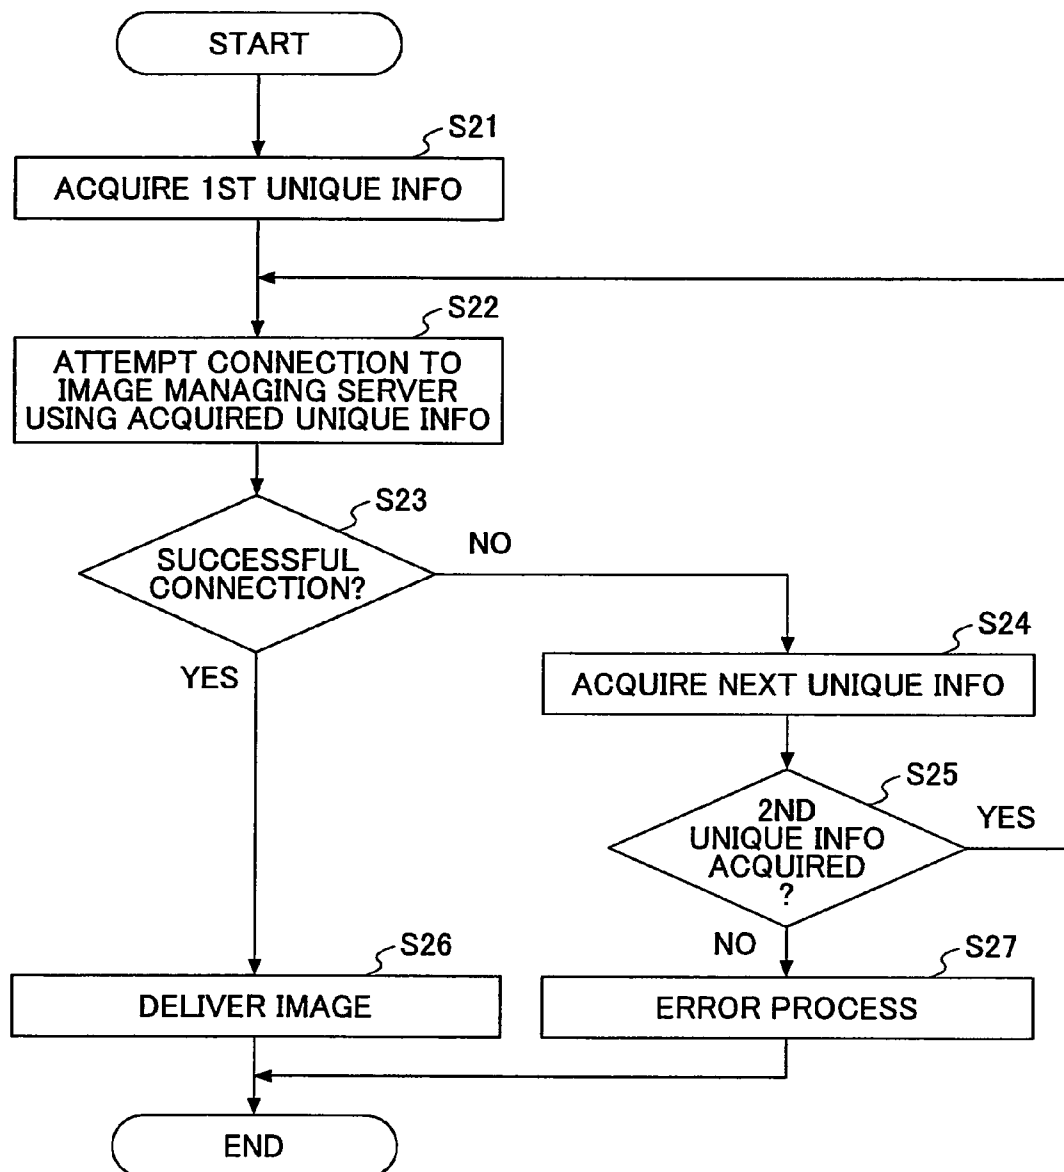 START
S21
ACQUIRE 1ST UNIQUE INFO
S22
ATTEMPT CONNECTION TO
IMAGE MANAGING SERVER
USING ACQUIRED UNIQUE INFO
S23
SUCCESSFUL
CONNECTION?
NO
YES
S24
ACQUIRE NEXT UNIQUE INFO
S25
2ND
UNIQUE INFO
ACQUIRED
?
YES
NO
S26
DELIVER IMAGE
S27
ERROR PROCESS
END